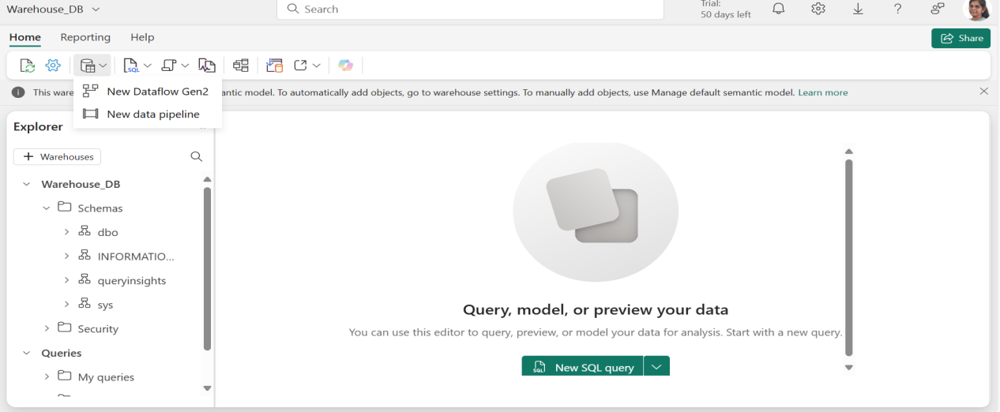 Warehouse_DB
Search
Trial:
50 days left
Home Reporting Help
Share
SQL
New Dataflow Gen2
New data pipeline
This ware antic model. To automatically add objects, go to warehouse settings. To manually add objects, use Manage default semantic model. Learn more
Explorer
+ Warehouses
Warehouse_DB
Schemas
dbo
INFORMATIO...
queryinsights
sys
Security
Queries
My queries
Query, model, or preview your data
You can use this editor to query, preview, or model your data for analysis. Start with a new query.
SQL New SQL query